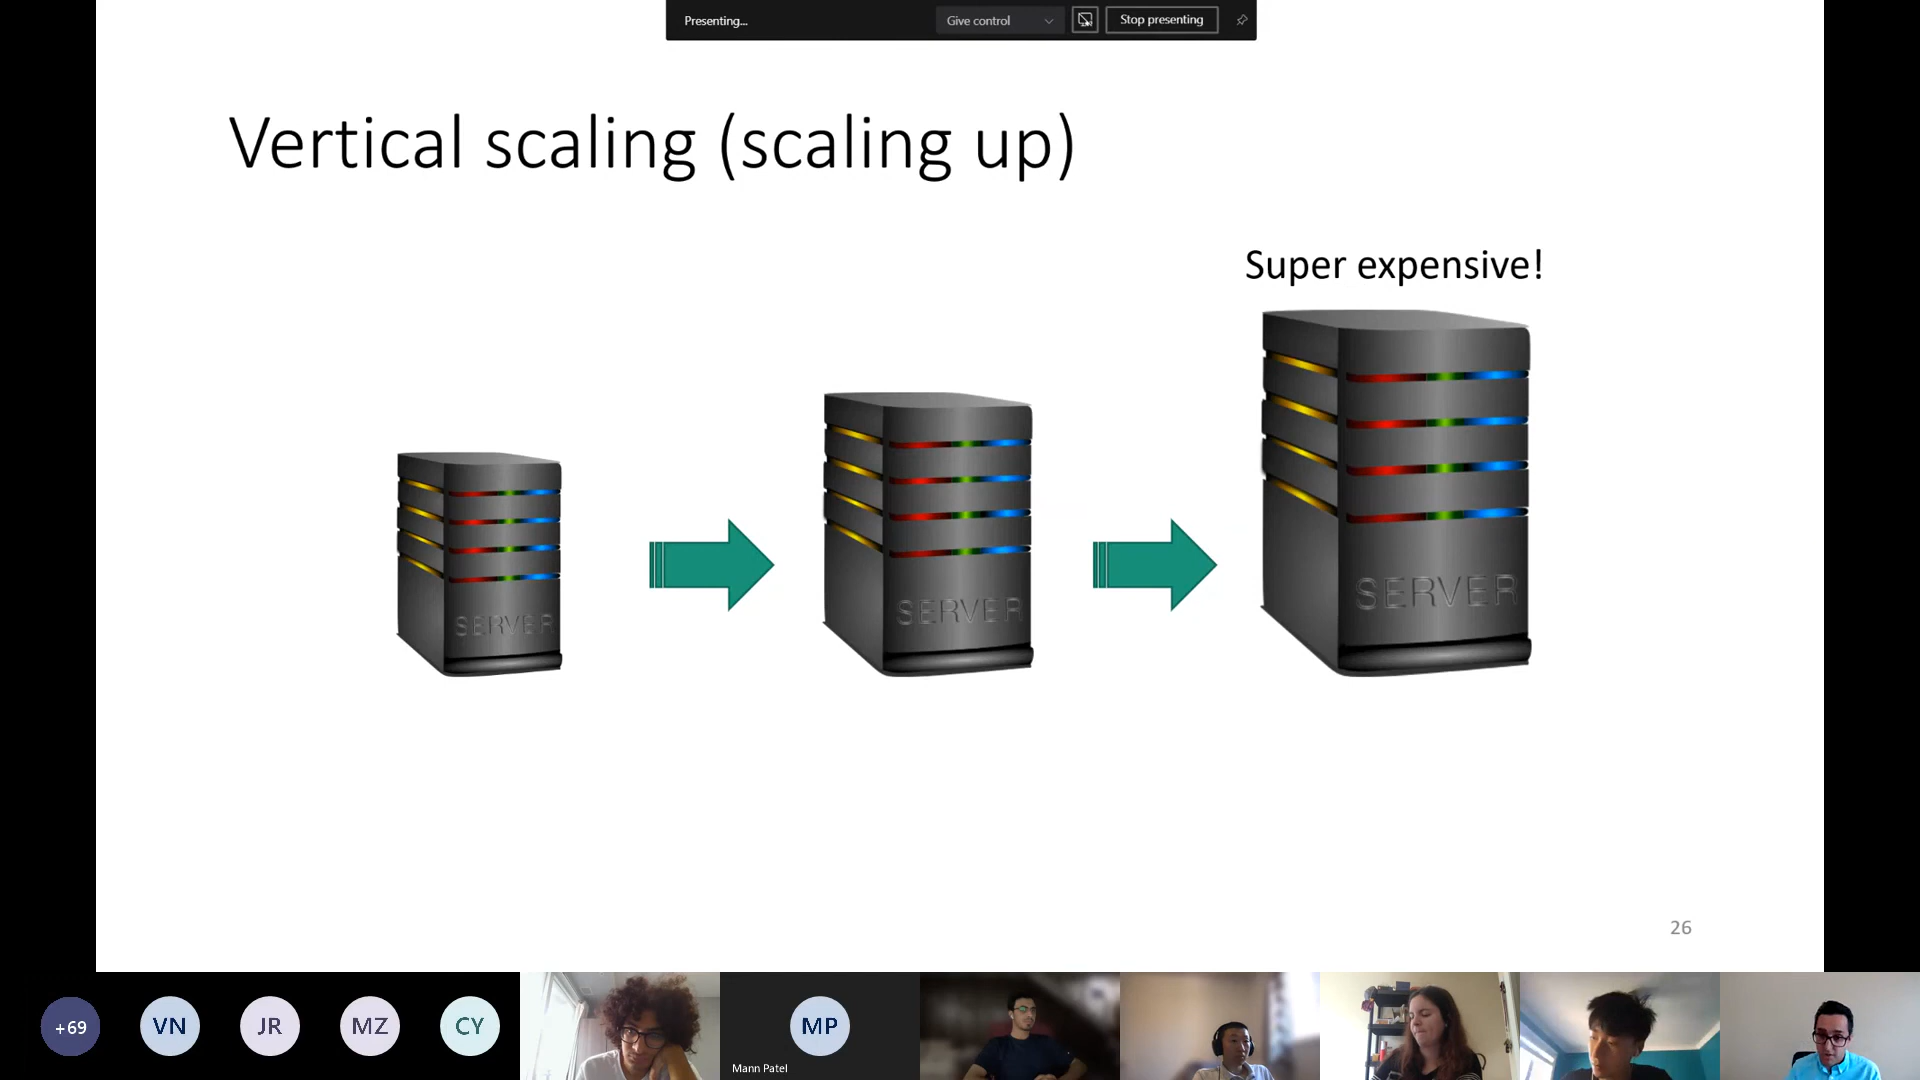 Presenting...
Give control
Stop presenting
Vertical scaling (scaling up)
Super expensive!
SERVER
SERVER
SERVER
26
+69
VN
JR
MZ
CY
MP
Mann Patel